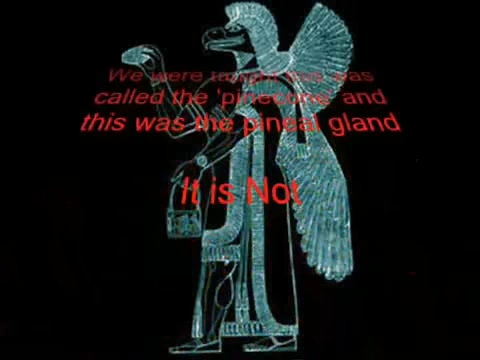 We were taught this was
called the 'pinecone' and
this was the pineal gland
It is Not